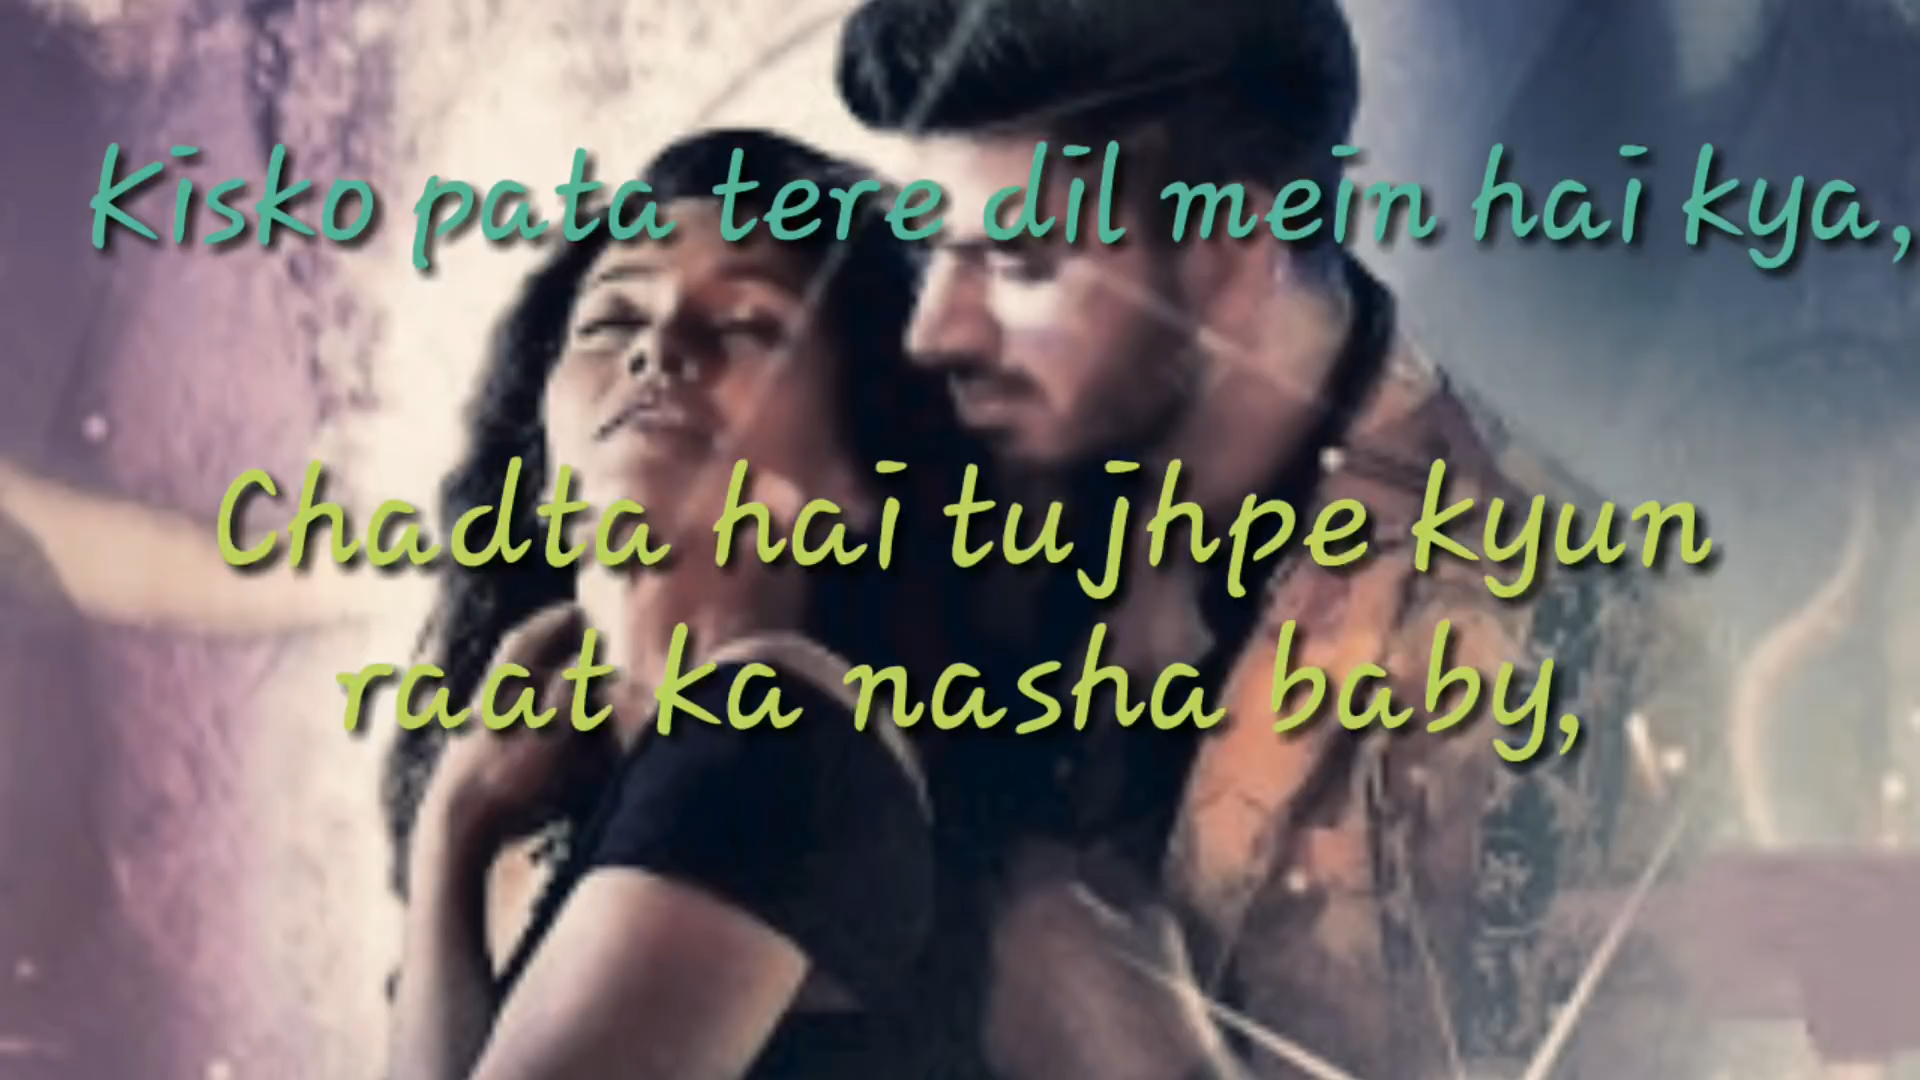 Kisko pata tere dil mein hai kya,
Chadta hai tujhpe kyun
raat ka nasha baby,